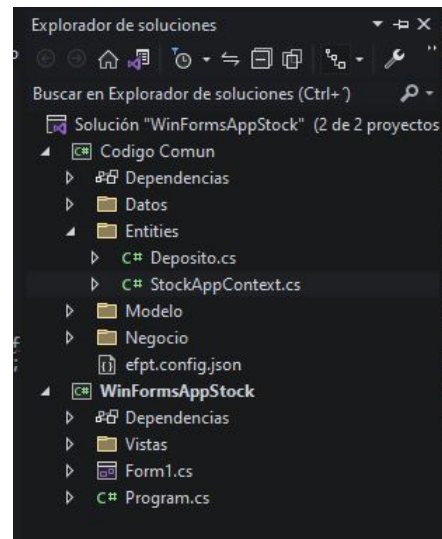 Explorador de soluciones
Buscar en Explorador de soluciones (Ctrl+´)
Solución "WinFormsAppStock" (2 de 2 proyectos
C# Codigo Comun
Dependencias
Datos
Entities
C# Deposito.cs
C# StockAppContext.cs
Modelo
Negocio
efpt.config.json
C# WinFormsAppStock
Dependencias
Vistas
Form1.cs
C# Program.cs